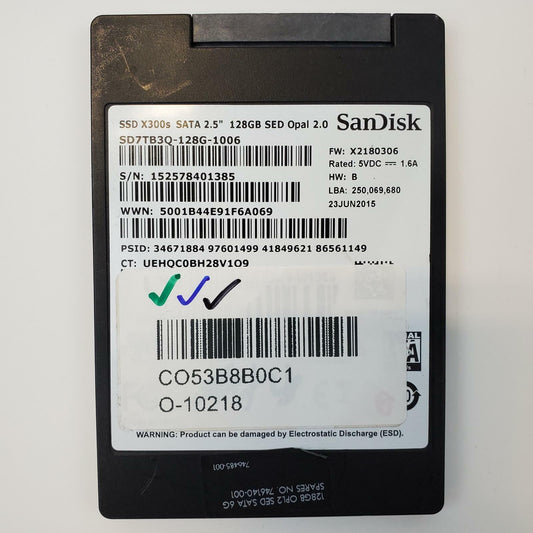 SSD X300s SATA 2.5" 128GB SED Opal 2.0 SanDisk
SD7TB3Q-128G-1006
FW: X2180306
Rated: 5VDC ⎓ 1.6A
S/N: 152578401385
HW: B
LBA: 250,069,680
23JUN2015
WWN: 5001B44E91F6A069
PSID: 34671884 97601499 41849621 86561149
CT: UEHQC0BH28V1O9
CO53B8B0C1
O-10218
WARNING: Product can be damaged by Electrostatic Discharge (ESD).
128GB OPL2 SED SATA 6G
SPARES NO. 746140-001
746485-001